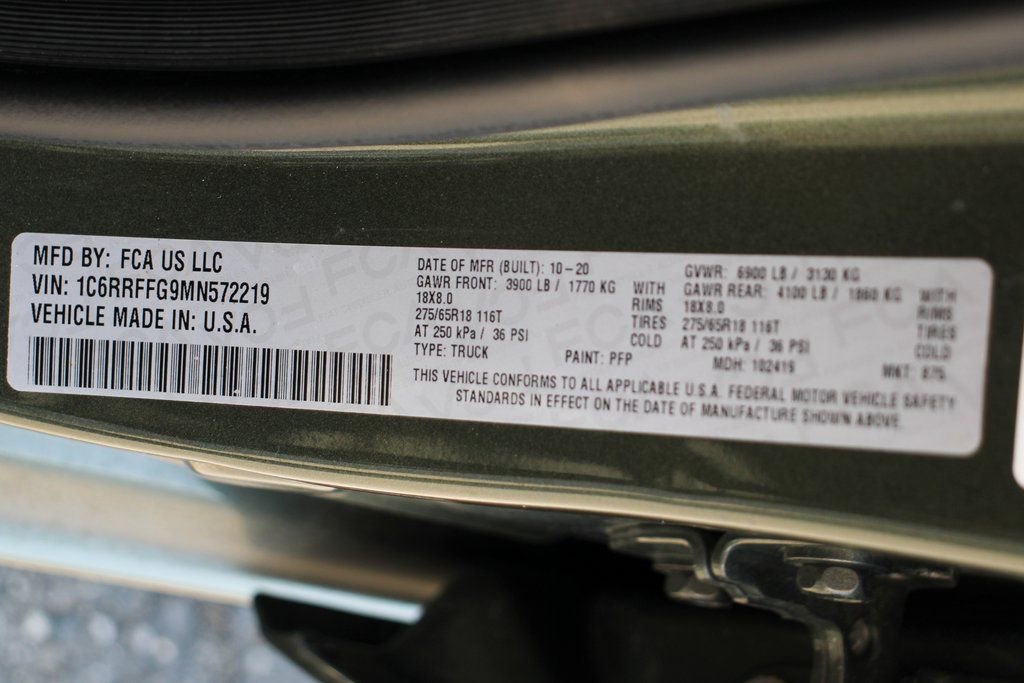 MFD BY: FCA US LLC
VIN: 1C6RRFFG9MN572219
VEHICLE MADE IN: U.S.A.
DATE OF MFR (BUILT): 10-20 GVWR: 6900 LB / 3130 KG
GAWR FRONT: 3900 LB / 1770 KG WITH GAWR REAR: 4100 LB / 1860 KG WITH
18X8.0 RIMS 18X8.0 RIMS
275/65R18 116T TIRES 275/65R18 116T TIRES
AT 250 kPa / 36 PSI COLD AT 250 kPa / 36 PSI COLD
TYPE: TRUCK PAINT: PFP MDH: 102419 WKT: 875
THIS VEHICLE CONFORMS TO ALL APPLICABLE U.S.A. FEDERAL MOTOR VEHICLE SAFETY
STANDARDS IN EFFECT ON THE DATE OF MANUFACTURE SHOWN ABOVE.